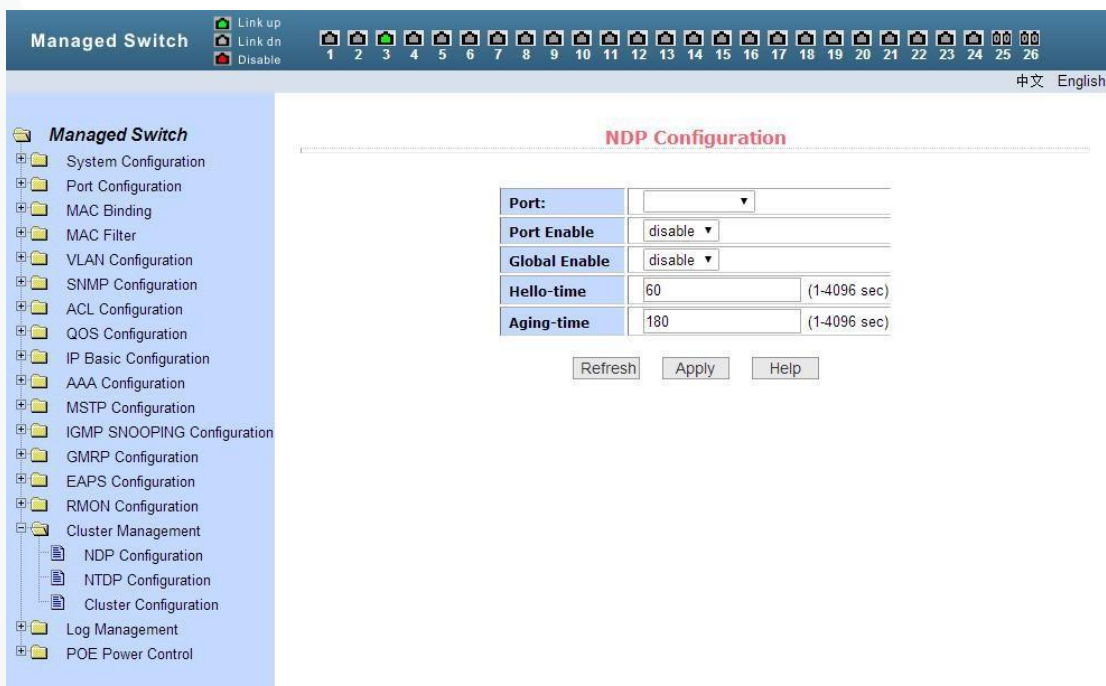 Managed Switch
Link up
Link dn
Disable
1 2 3 4 5 6 7 8 9 10 11 12 13 14 15 16 17 18 19 20 21 22 23 24 25 26
中文 English
Managed Switch
System Configuration
Port Configuration
MAC Binding
MAC Filter
VLAN Configuration
SNMP Configuration
ACL Configuration
QOS Configuration
IP Basic Configuration
AAA Configuration
MSTP Configuration
IGMP SNOOPING Configuration
GMRP Configuration
EAPS Configuration
RMON Configuration
Cluster Management
NDP Configuration
NTDP Configuration
Cluster Configuration
Log Management
POE Power Control
NDP Configuration
Port:
Port Enable disable
Global Enable disable
Hello-time 60 (1-4096 sec)
Aging-time 180 (1-4096 sec)
Refresh Apply Help